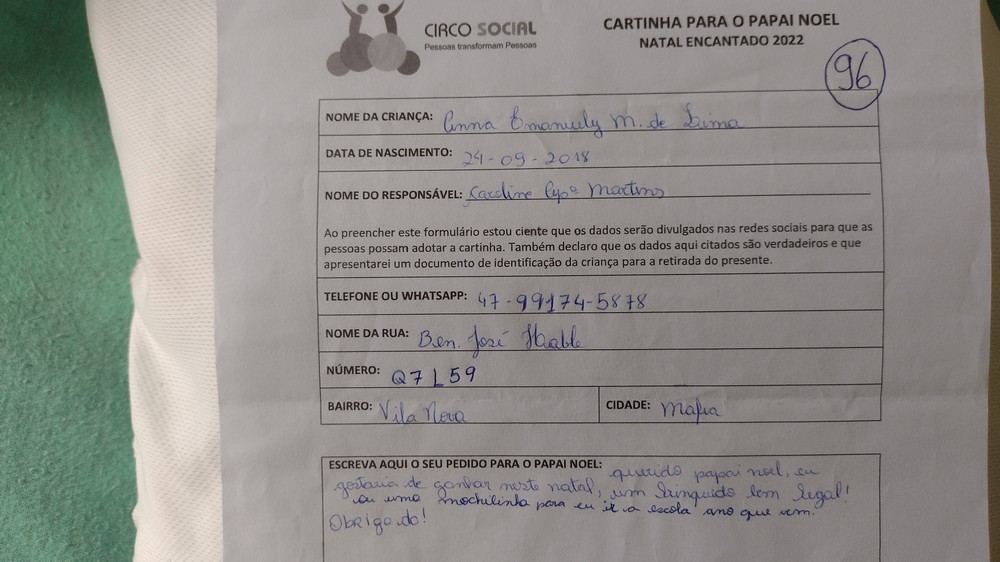 CIRCO SOCIAL
Pessoas transformam Pessoas
CARTINHA PARA O PAPAI NOEL
NATAL ENCANTADO 2022
96
NOME DA CRIANÇA: Anna Emanuely M. de Lima
DATA DE NASCIMENTO: 24-09-2018
NOME DO RESPONSÁVEL: Martins
Ao preencher este formulário estou ciente que os dados serão divulgados nas redes sociais para que as
pessoas possam adotar a cartinha. Também declaro que os dados aqui citados são verdadeiros e que
apresentarei um documento de identificação da criança para a retirada do presente.
TELEFONE OU WHATSAPP: 47-99174-5878
NOME DA RUA: Ben. José
NÚMERO: Q7 L59
BAIRRO: Vila Nova CIDADE: Mafra
ESCREVA AQUI O SEU PEDIDO PARA O PAPAI NOEL: querido papai noel, eu
gostaria de ganhar neste natal, um brinquedo bem legal!
ou uma mochilinha para eu ir a escola ano que vem.
Obrigado!